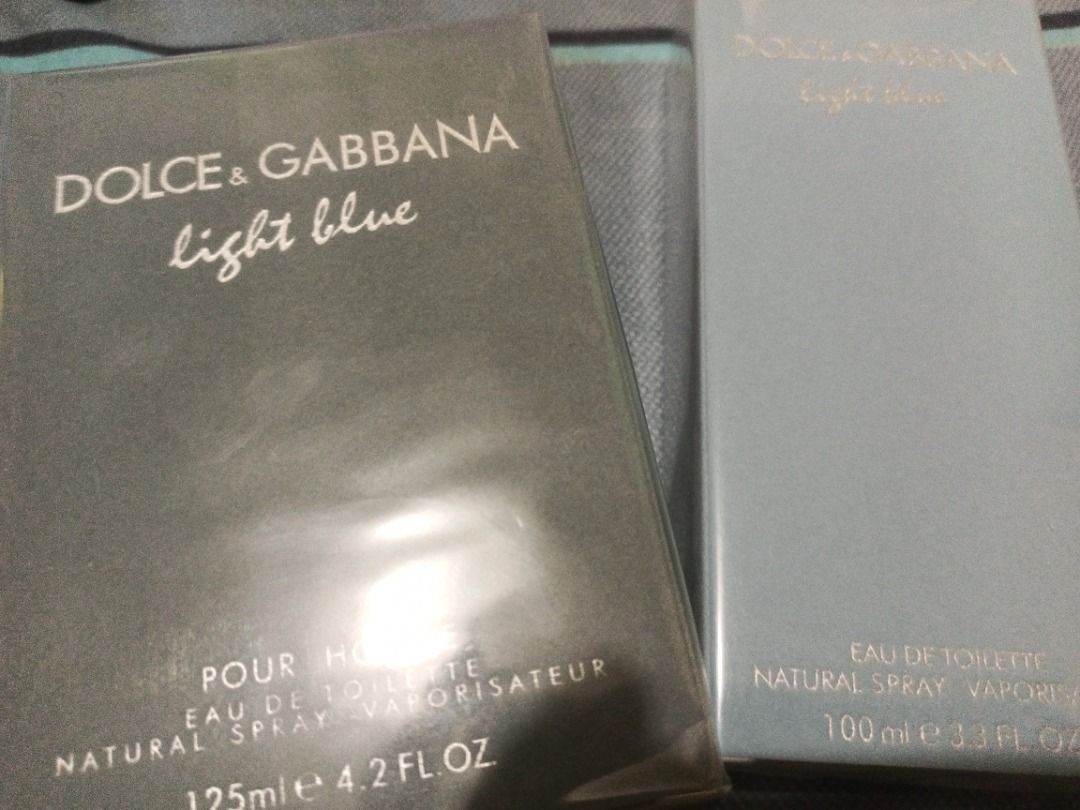 DOLCE & GABBANA
light blue
POUR
EAU DE TOILETTE
NATURAL SPRAY VAPORISATEUR
125ml e 4.2 FL.OZ.
DOLCE & GABBANA
light blue
EAU DE TOILETTE
NATURAL SPRAY
100 ml e 3.3 FL. OZ